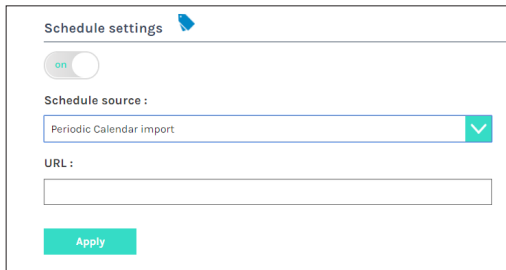 Schedule settings
on
Schedule source :
Periodic Calendar import
URL :
Apply